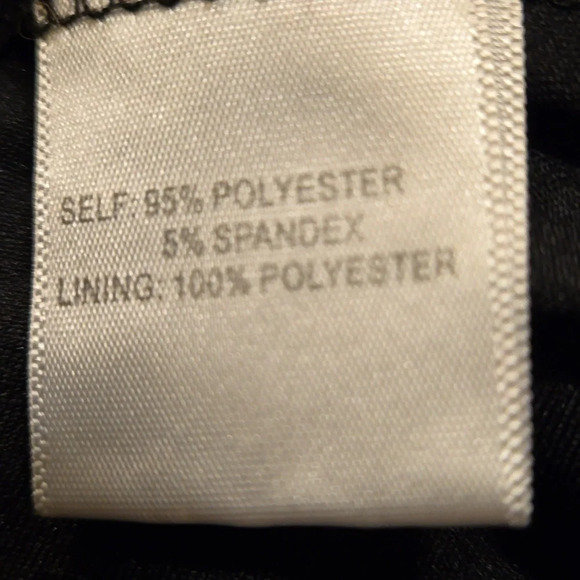 SELF: 95% POLYESTER
5% SPANDEX
LINING: 100% POLYESTER